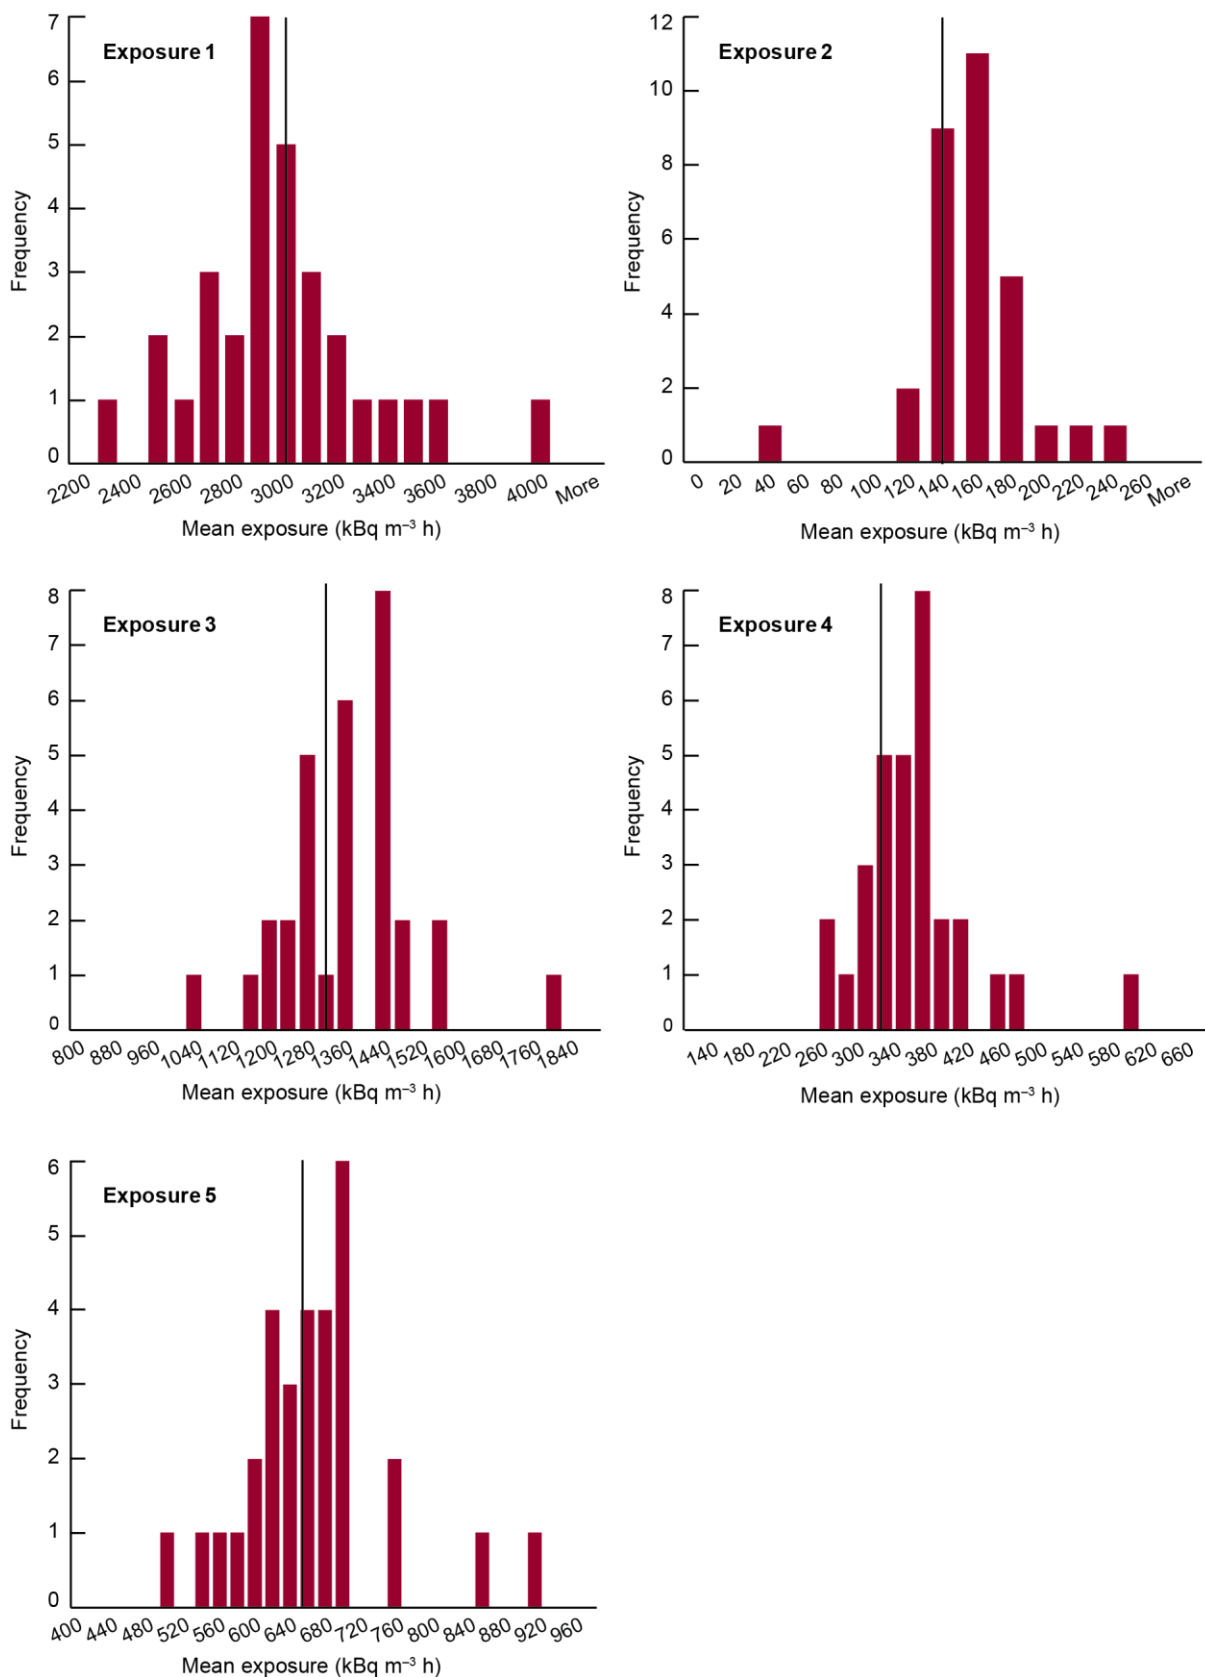 Exposure 1
Frequency
7
6
5
4
3
2
1
0
2200 2400 2600 2800 3000 3200 3400 3600 3800 4000 More
Mean exposure (kBq m⁻³ h)
Exposure 2
Frequency
12
10
8
6
4
2
0
0 20 40 60 80 100 120 140 160 180 200 220 240 260 More
Mean exposure (kBq m⁻³ h)
Exposure 3
Frequency
8
7
6
5
4
3
2
1
0
800 880 960 1040 1120 1200 1280 1360 1440 1520 1600 1680 1760 1840
Mean exposure (kBq m⁻³ h)
Exposure 4
Frequency
8
7
6
5
4
3
2
1
0
140 180 220 260 300 340 380 420 460 500 540 580 620 660
Mean exposure (kBq m⁻³ h)
Exposure 5
Frequency
6
5
4
3
2
1
0
400 440 480 520 560 600 640 680 720 760 800 840 880 920 960
Mean exposure (kBq m⁻³ h)